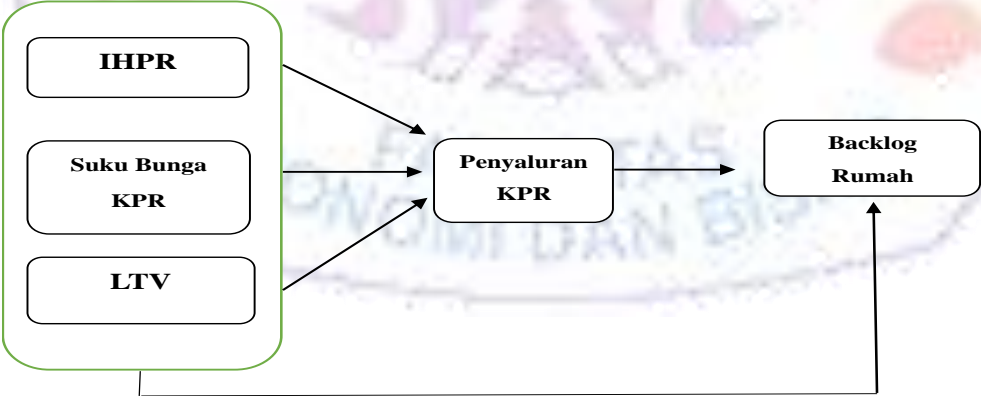 IHPR
Suku Bunga
KPR
LTV
Penyaluran
KPR
Backlog
Rumah